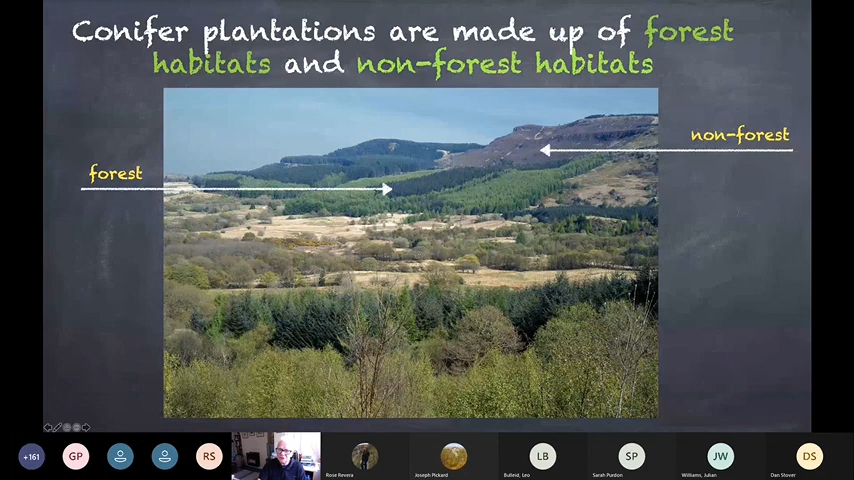 Conifer plantations are made up of forest
habitats and non-forest habitats
non-forest
forest
+161
GP
RS
LB
SP
JW
DS
Rose Revera
Joseph Pickard
Bulleid, Leo
Sarah Purdon
Williams, Julian
Dan Stover